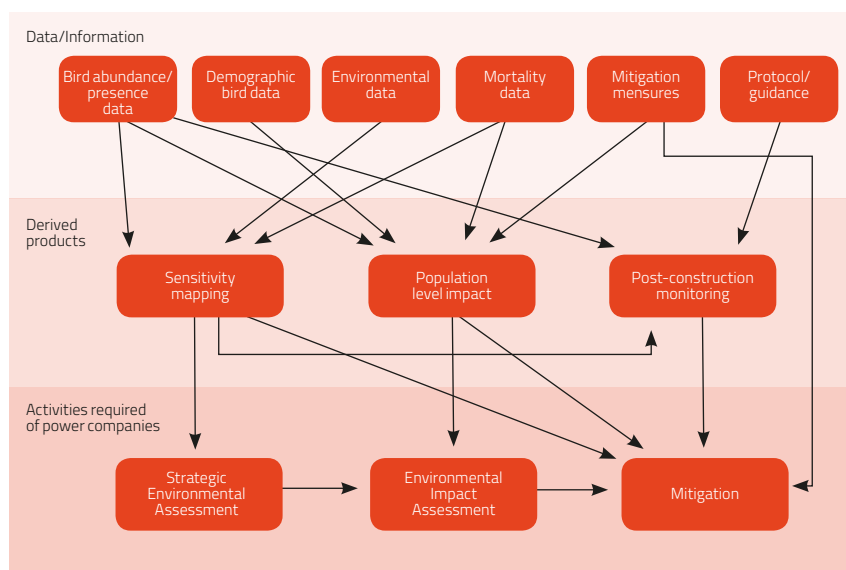 Data/Information
Bird abundance/
presence
data
Demographic
bird data
Environmental
data
Mortality
data
Mitigation
mensures
Protocol/
guidance
Derived
products
Sensitivity
mapping
Population
level impact
Post-construction
monitoring
Activities required
of power companies
Strategic
Environmental
Assessment
Environmental
Impact
Assessment
Mitigation